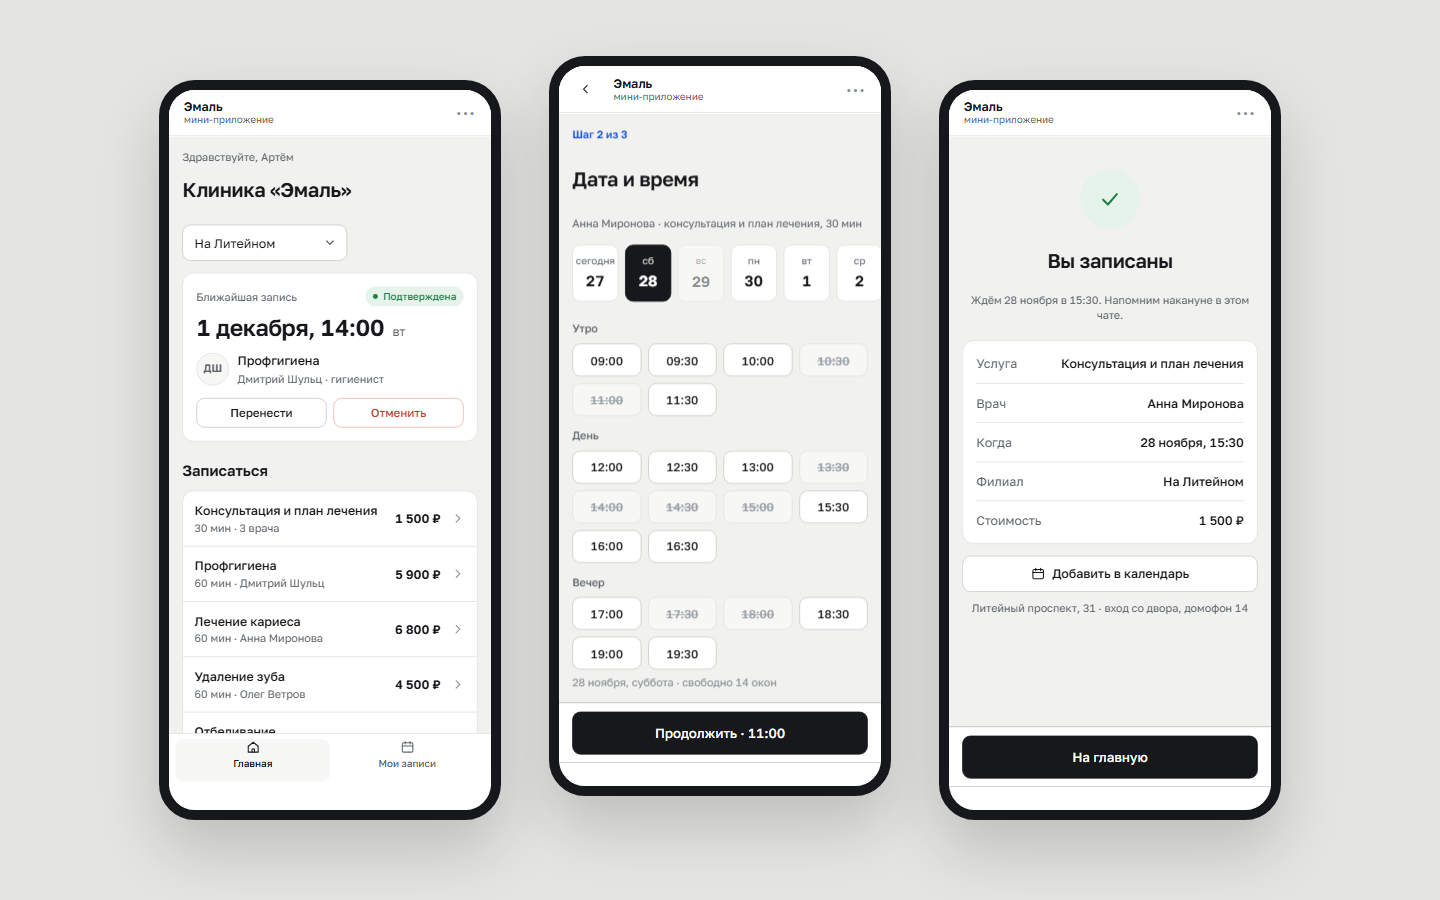 Эмаль
мини-приложение
Здравствуйте, Артём
Клиника «Эмаль»
На Литейном
Ближайшая запись
Подтверждена
1 декабря, 14:00 вт
ДШ
Профгигиена
Дмитрий Шульц · гигиенист
Перенести
Отменить
Записаться
Консультация и план лечения
30 мин · 3 врача
1 500 ₽
Профгигиена
60 мин · Дмитрий Шульц
5 900 ₽
Лечение кариеса
60 мин · Анна Миронова
6 800 ₽
Удаление зуба
60 мин · Олег Ветров
4 500 ₽
Отбеливание
Главная
Мои записи
Эмаль
мини-приложение
Шаг 2 из 3
Дата и время
Анна Миронова · консультация и план лечения, 30 мин
сегодня сб вс пн вт ср
27 28 29 30 1 2
Утро
09:00 09:30 10:00 10:30
11:00 11:30
День
12:00 12:30 13:00 13:30
14:00 14:30 15:00 15:30
16:00 16:30
Вечер
17:00 17:30 18:00 18:30
19:00 19:30
28 ноября, суббота · свободно 14 окон
Продолжить · 11:00
Эмаль
мини-приложение
Вы записаны
Ждём 28 ноября в 15:30. Напомним накануне в этом
чате.
Услуга Консультация и план лечения
Врач Анна Миронова
Когда 28 ноября, 15:30
Филиал На Литейном
Стоимость 1 500 ₽
Добавить в календарь
Литейный проспект, 31 · вход со двора, домофон 14
На главную